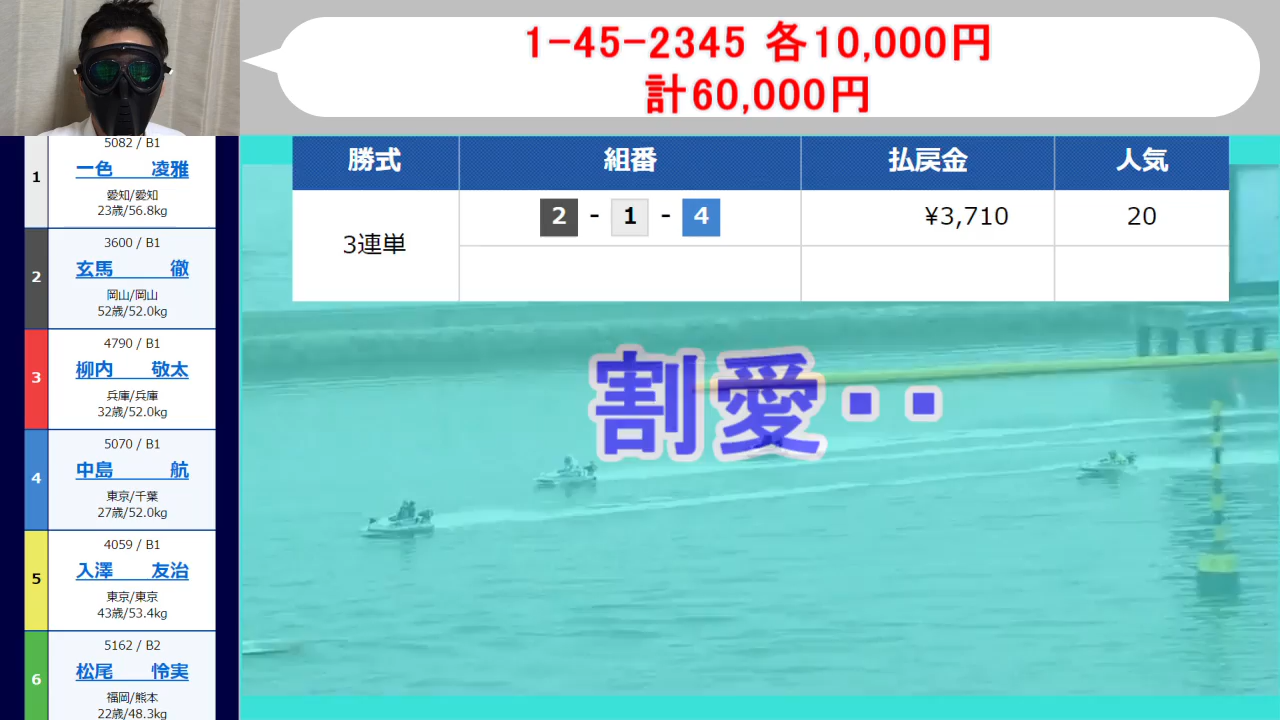 1-45-2345 各10,000円
計60,000円
勝式 組番 払戻金 人気
3連単 2 - 1 - 4 ¥3,710 20
割愛・・
1
5082 / B1
一色 凌雅
愛知/愛知
23歳/56.8kg
2
3600 / B1
玄馬 徹
岡山/岡山
52歳/52.0kg
3
4790 / B1
柳内 敬太
兵庫/兵庫
32歳/52.0kg
4
5070 / B1
中島 航
東京/千葉
27歳/52.0kg
5
4059 / B1
入澤 友治
東京/東京
43歳/53.4kg
6
5162 / B2
松尾 怜実
福岡/熊本
22歳/48.3kg